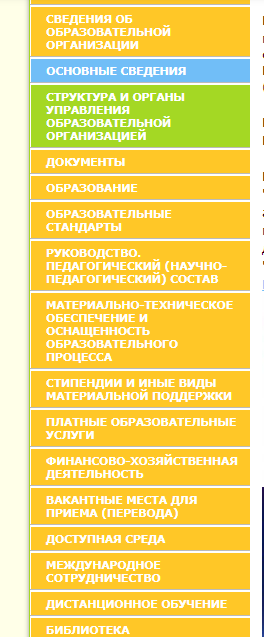 СВЕДЕНИЯ ОБ
ОБРАЗОВАТЕЛЬНОЙ
ОРГАНИЗАЦИИ
ОСНОВНЫЕ СВЕДЕНИЯ
СТРУКТУРА И ОРГАНЫ
УПРАВЛЕНИЯ
ОБРАЗОВАТЕЛЬНОЙ
ОРГАНИЗАЦИЕЙ
ДОКУМЕНТЫ
ОБРАЗОВАНИЕ
ОБРАЗОВАТЕЛЬНЫЕ
СТАНДАРТЫ
РУКОВОДСТВО.
ПЕДАГОГИЧЕСКИЙ (НАУЧНО-
ПЕДАГОГИЧЕСКИЙ) СОСТАВ
МАТЕРИАЛЬНО-ТЕХНИЧЕСКОЕ
ОБЕСПЕЧЕНИЕ И
ОСНАЩЕННОСТЬ
ОБРАЗОВАТЕЛЬНОГО
ПРОЦЕССА
СТИПЕНДИИ И ИНЫЕ ВИДЫ
МАТЕРИАЛЬНОЙ ПОДДЕРЖКИ
ПЛАТНЫЕ ОБРАЗОВАТЕЛЬНЫЕ
УСЛУГИ
ФИНАНСОВО-ХОЗЯЙСТВЕННАЯ
ДЕЯТЕЛЬНОСТЬ
ВАКАНТНЫЕ МЕСТА ДЛЯ
ПРИЕМА (ПЕРЕВОДА)
ДОСТУПНАЯ СРЕДА
МЕЖДУНАРОДНОЕ
СОТРУДНИЧЕСТВО
ДИСТАНЦИОННОЕ ОБУЧЕНИЕ
БИБЛИОТЕКА